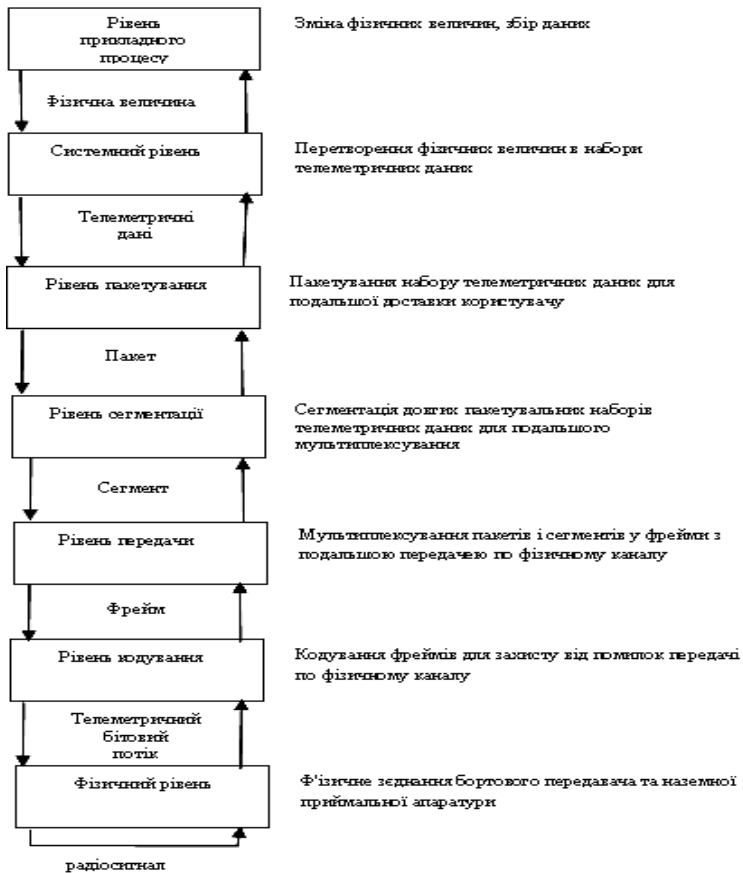 Рівень
прикладного
процесу
Зміна фізичних величин, збір даних
Фізична величина
Системний рівень
Перетворення фізичних величин в набори
телеметричних даних
Телеметричні
дані
Рівень пакетування
Пакетування набору телеметричних даних для
подальшої доставки користувачу
Пакет
Рівень сегментації
Сегментація довгих пакетувальних наборів
телеметричних даних для подальшого
мультиплексування
Сегмент
Рівень передачи
Мультиплексування пакетів і сегментів у фрейми з
подальшою передачею по фізичному каналу
Фрейм
Рівень кодування
Кодування фреймів для захисту від помилок передачі
по фізичному каналу
Телеметричний
бітовий
потік
Фізичний рівень
Ф'ізичне зєднання бортового передавача та наземної
приймальної апаратури
радіосигнал